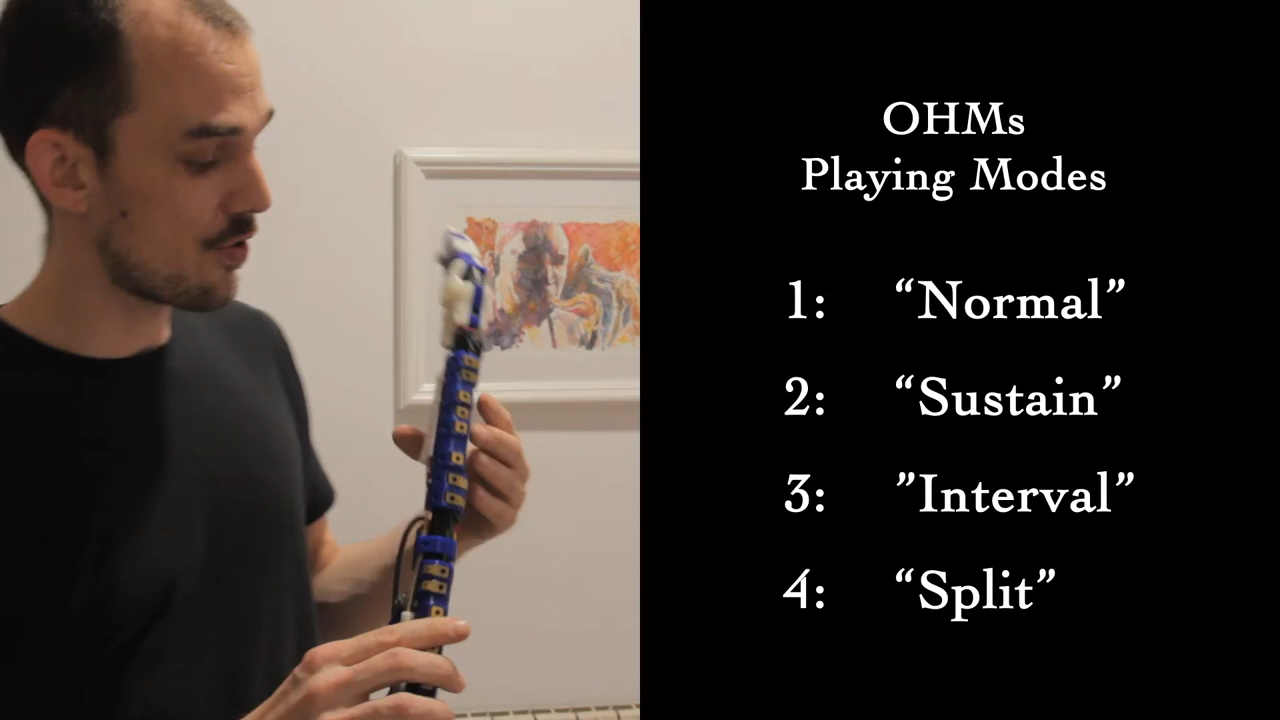 OHMs
Playing Modes
1: “Normal”
2: “Sustain”
3: ”Interval”
4: “Split”